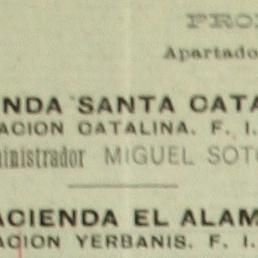 PRO
Apartado
NDA SANTA CATA
ACION CATALINA. F. I.
ministrador MIGUEL SOTO
ACIENDA EL ALAM
ACION YERBANIS. F. I.